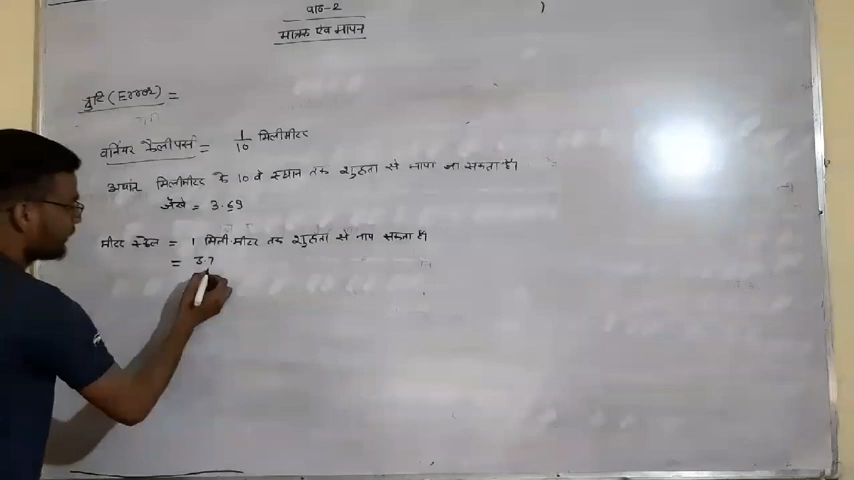 पाठ-2
मात्रक एवं मापन
त्रुटि (Error) =
वर्नियर कैलीपर्स = 1/10 मिलीमीटर
अर्थात मिलीमीटर के 10 वे स्थान तक शुद्धता से नापा जा सकता है।
जैसे = 3.69
मीटर स्केल = 1 मिली मीटर तक शुद्धता से नाप सकता है।
= 3.7